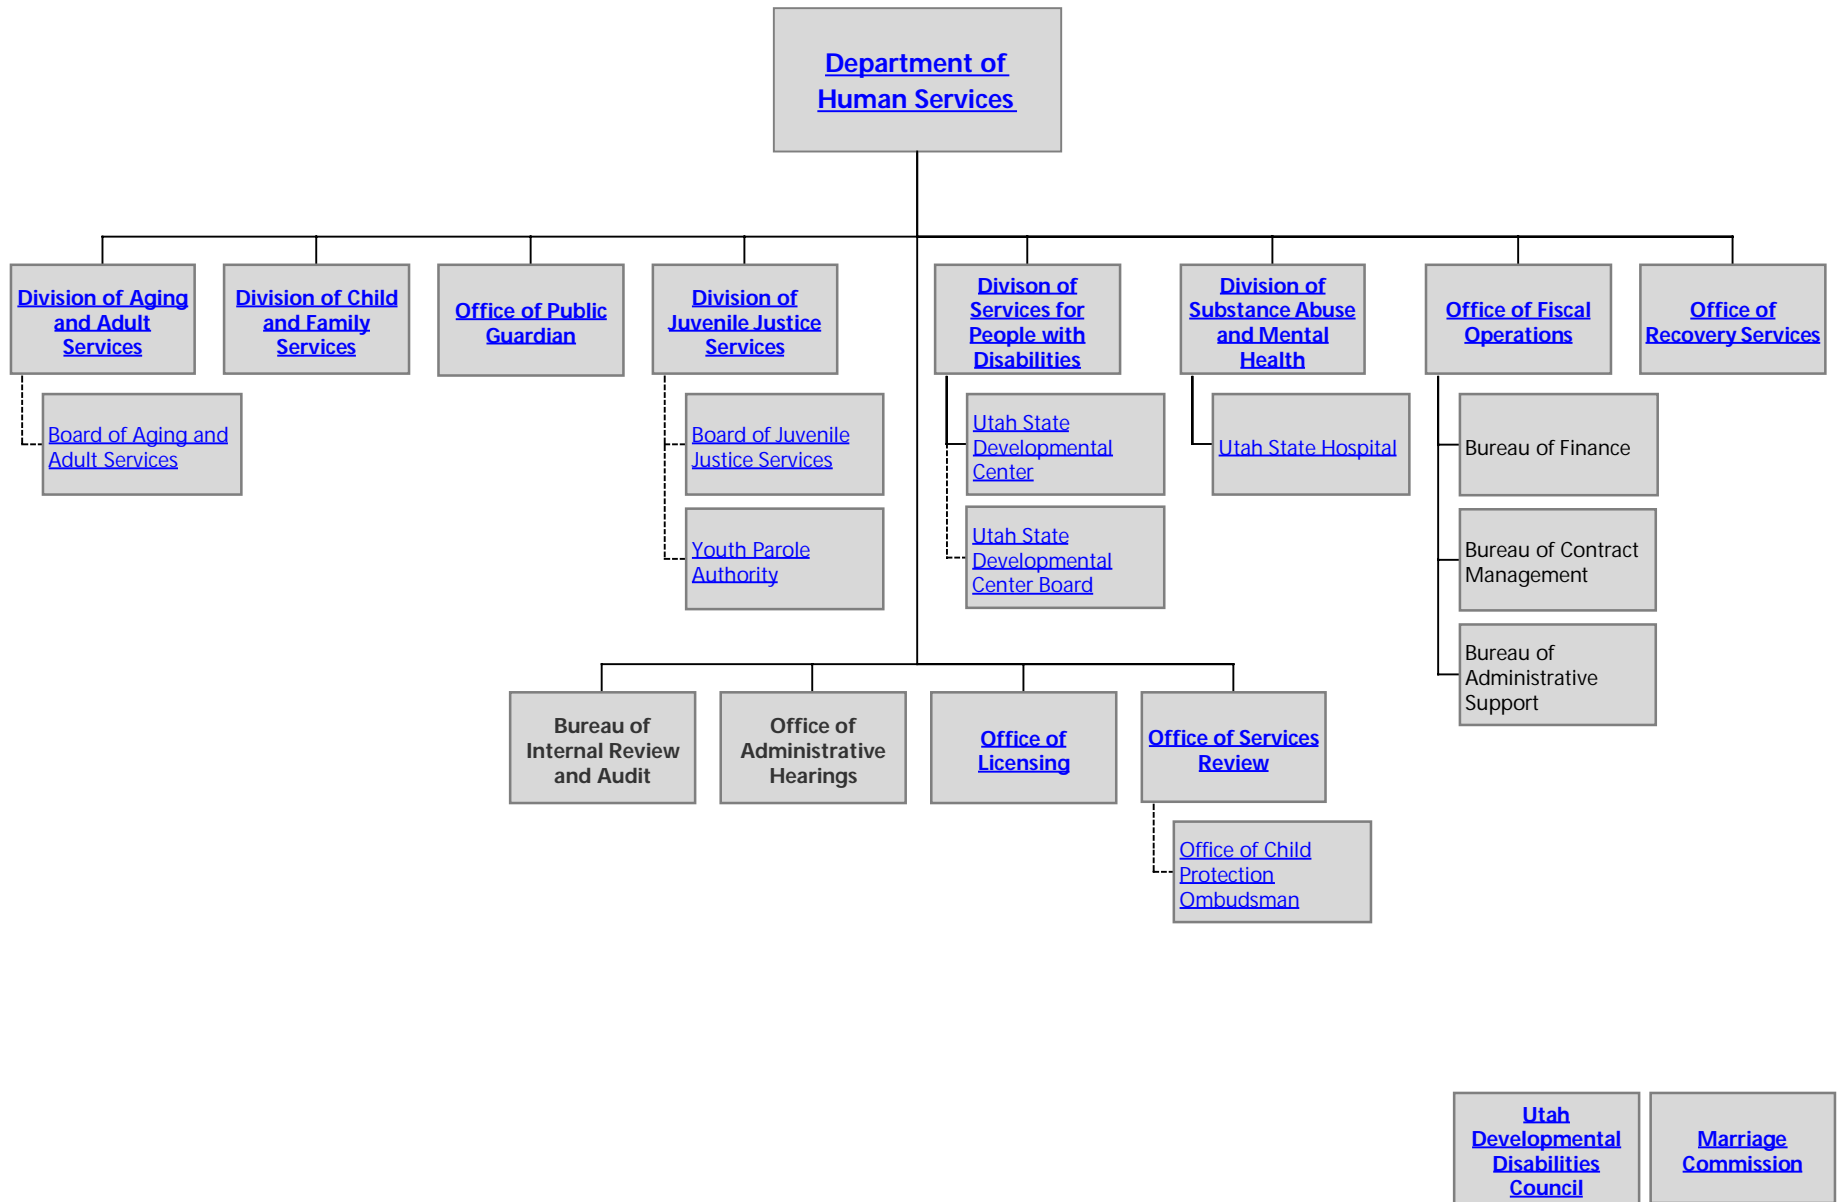 Department of
Human Services
Division of Aging
and Adult
Services
Division of Child
and Family
Services
Office of Public
Guardian
Division of
Juvenile Justice
Services
Divison of
Services for
People with
Disabilities
Division of
Substance Abuse
and Mental
Health
Office of Fiscal
Operations
Office of
Recovery Services
Board of Aging and
Adult Services
Board of Juvenile
Justice Services
Utah State
Developmental
Center
Utah State Hospital
Bureau of Finance
Youth Parole
Authority
Utah State
Developmental
Center Board
Bureau of Contract
Management
Bureau of
Administrative
Support
Bureau of
Internal Review
and Audit
Office of
Administrative
Hearings
Office of
Licensing
Office of Services
Review
Office of Child
Protection
Ombudsman
Utah
Developmental
Disabilities
Council
Marriage
Commission